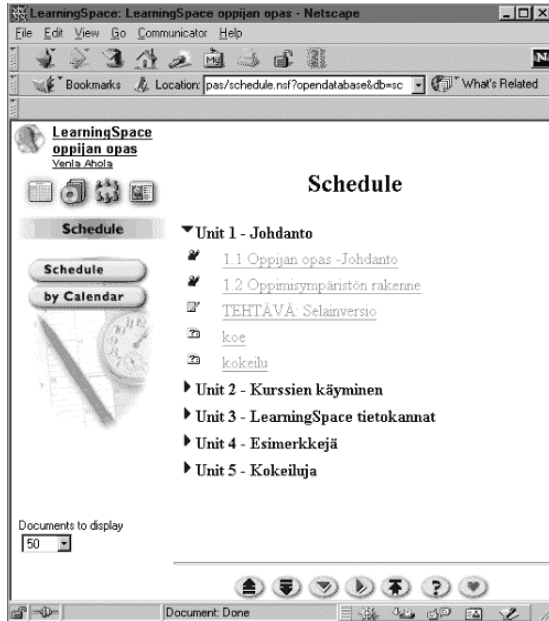 LearningSpace: LearningSpace oppijan opas - Netscape
File Edit View Go Communicator Help
My
N
Bookmarks Location: pas/schedule.nsf?opendatabase&db=sc What's Related
LearningSpace
oppijan opas
Venla Ahola
Schedule
Schedule
by Calendar
Documents to display
50
Schedule
Unit 1 - Johdanto
1.1 Oppijan opas -Johdanto
1.2 Oppimisympäristön rakenne
TEHTÄVÄ: Selainversio
koe
kokeilu
Unit 2 - Kurssien käyminen
Unit 3 - LearningSpace tietokannat
Unit 4 - Esimerkkejä
Unit 5 - Kokeiluja
?
Document: Done